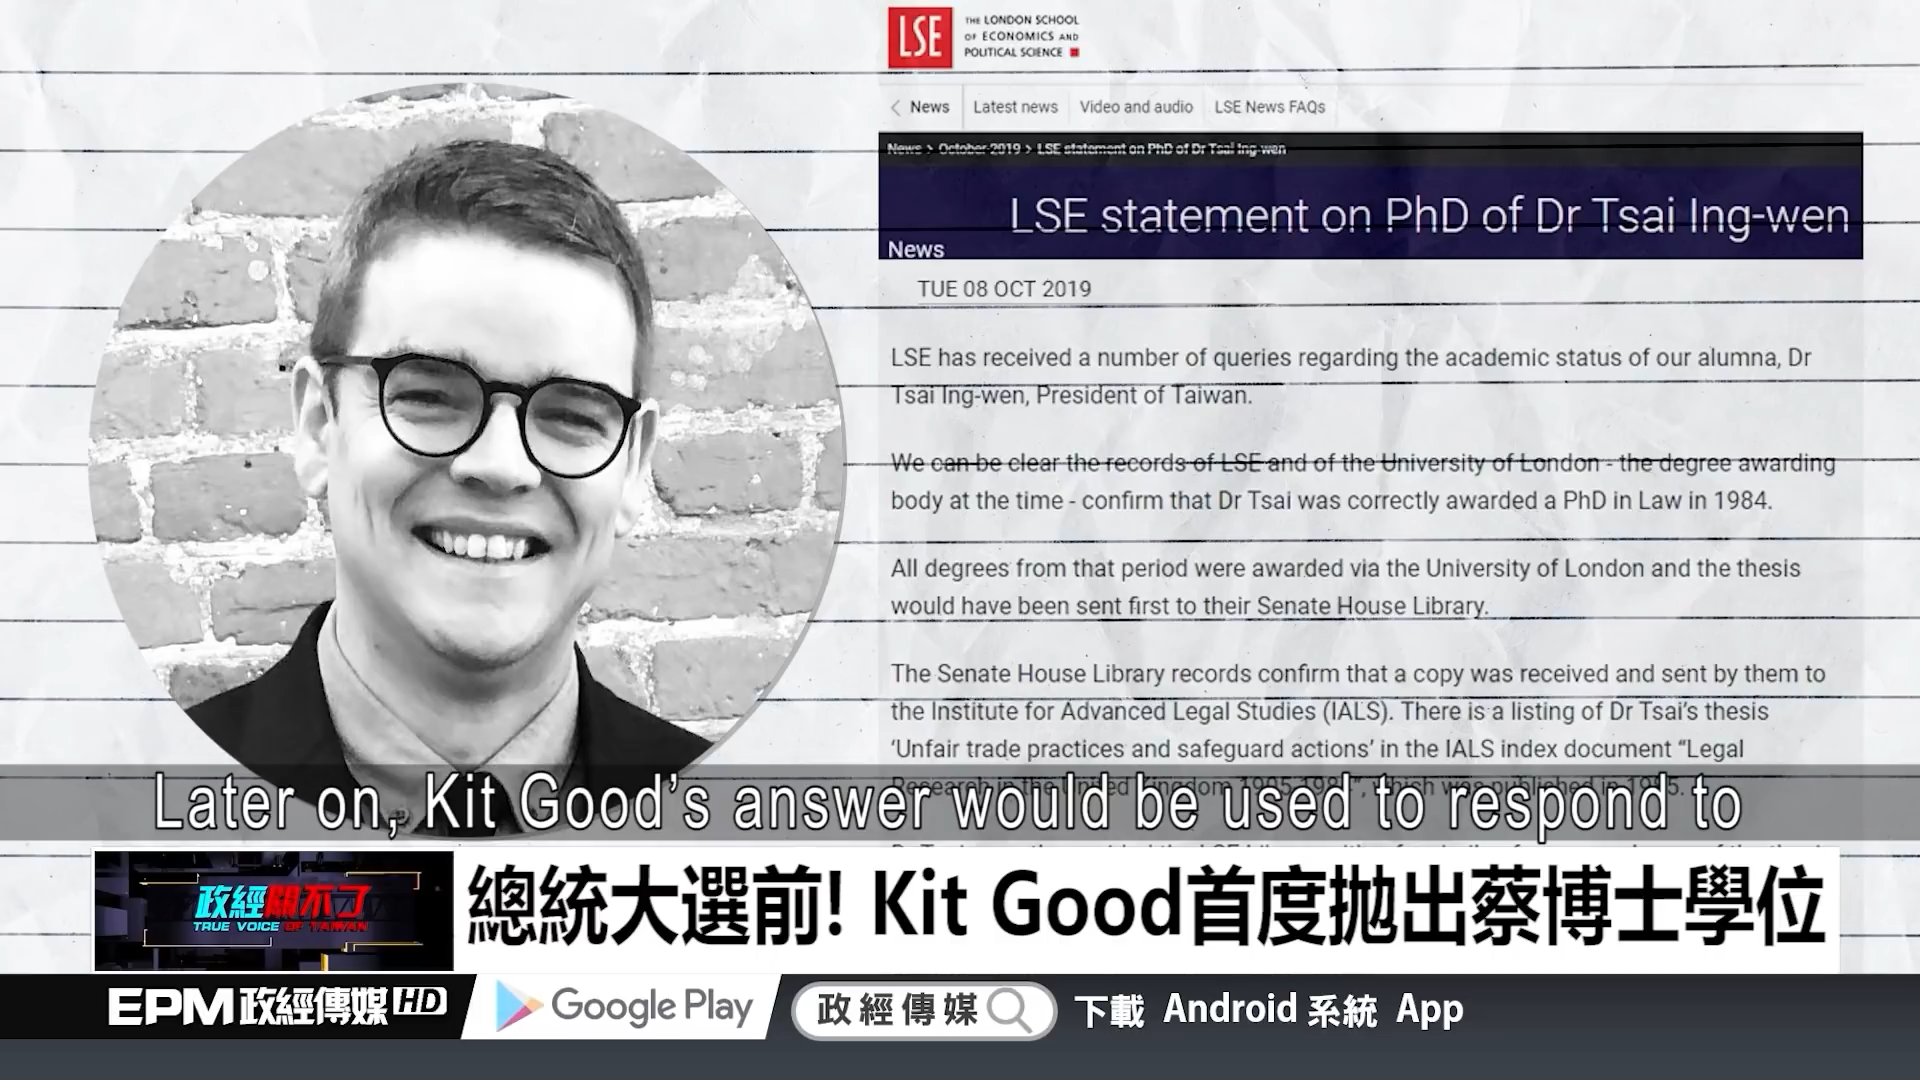 LSE
THE LONDON SCHOOL
OF ECONOMICS AND
POLITICAL SCIENCE
News
Latest news
Video and audio
LSE News FAQs
News > October 2019 > LSE statement on PhD of Dr Tsai Ing-wen
LSE statement on PhD of Dr Tsai Ing-wen
News
TUE 08 OCT 2019
LSE has received a number of queries regarding the academic status of our alumna, Dr
Tsai Ing-wen, President of Taiwan.
We can be clear the records of LSE and of the University of London - the degree awarding
body at the time - confirm that Dr Tsai was correctly awarded a PhD in Law in 1984.
All degrees from that period were awarded via the University of London and the thesis
would have been sent first to their Senate House Library.
The Senate House Library records confirm that a copy was received and sent by them to
the Institute for Advanced Legal Studies (IALS). There is a listing of Dr Tsai's thesis
'Unfair trade practices and safeguard actions' in the IALS index document "Legal
Later on, Kit Good's answer would be used to respond to
政經關不了
TRUE VOICE OF TAIWAN
總統大選前! Kit Good首度拋出蔡博士學位
EPM政經傳媒HD
Google Play
政經傳媒
下載 Android 系統 App